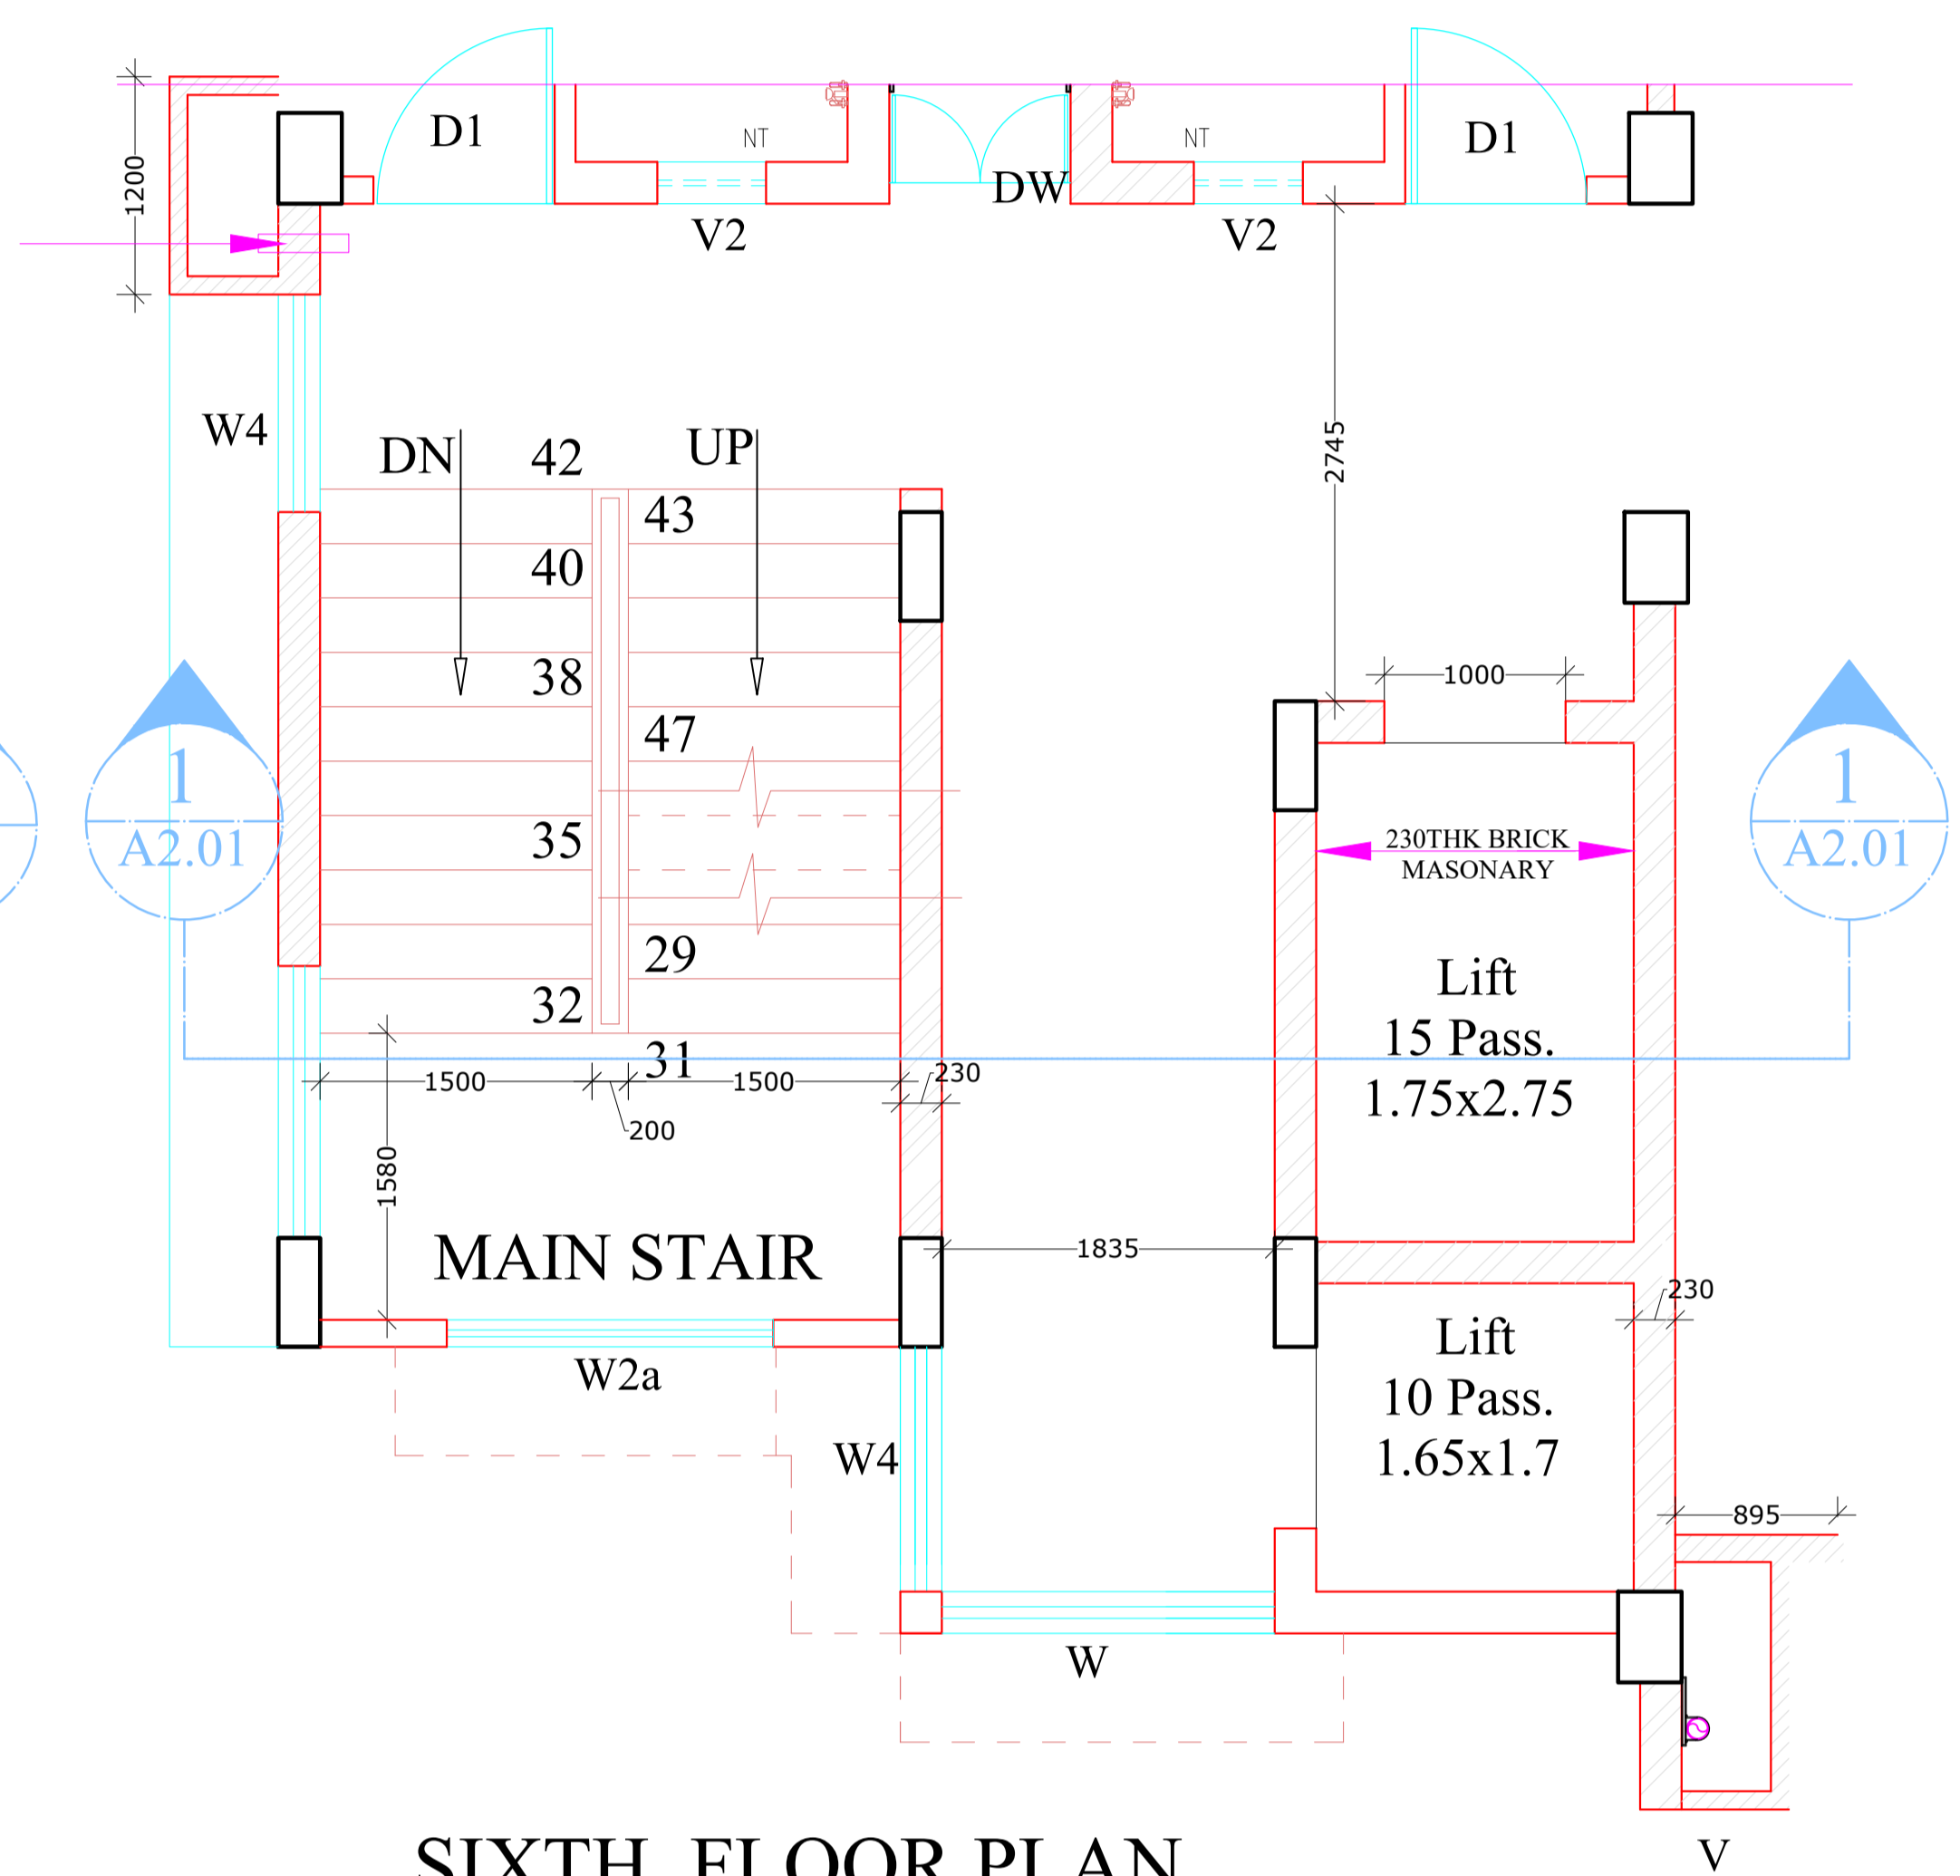 D1
NT
DW
NT
D1
1200
V2
V2
W4
DN
42
UP
43
2745
40
38
47
1000
1
A2.01
35
230THK BRICK
MASONARY
1
A2.01
29
32
31
Lift
15 Pass.
1.75x2.75
1500
1500
230
200
1580
MAIN STAIR
1835
230
W2a
Lift
10 Pass.
1.65x1.7
W4
895
W
SIXTH FLOOR PLAN
V